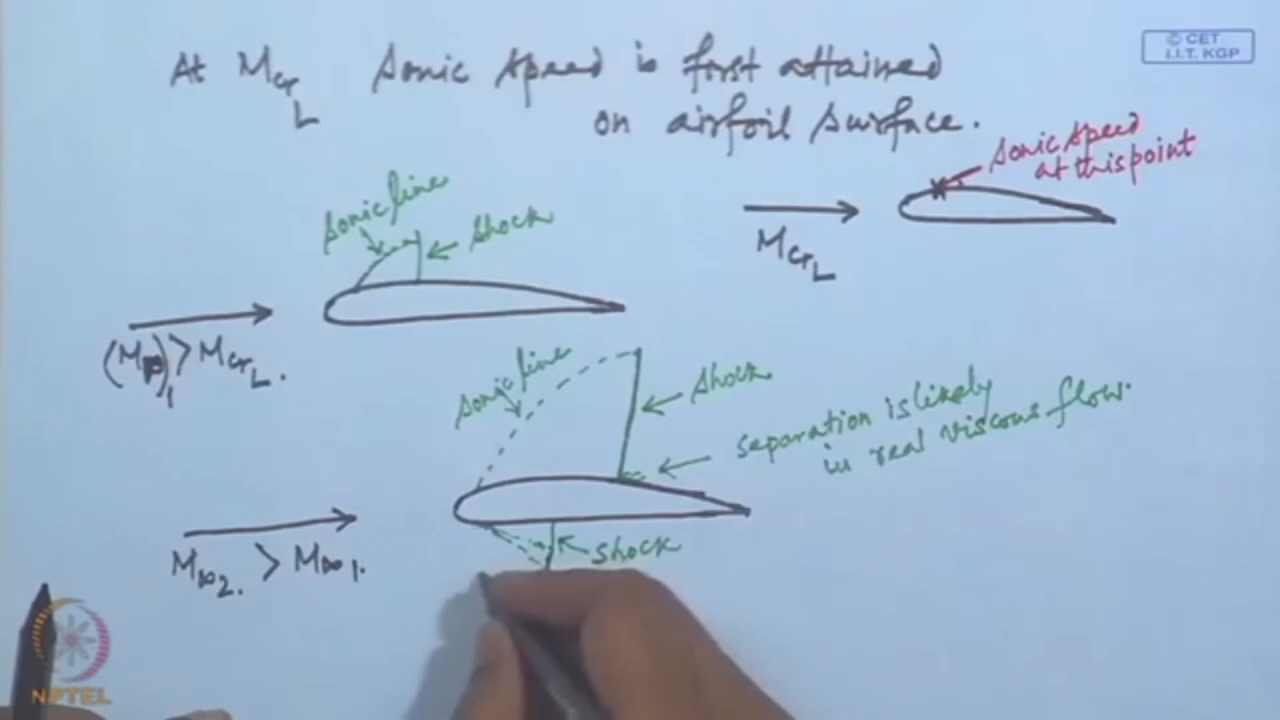 © CET
I.I.T. KGP
At M_cr_L Sonic speed is first attained
on airfoil surface.
Sonic speed
at this point
M_cr_L
Sonic line
Shock
(M∞)₁ > M_cr_L.
Sonic line
Shock
separation is likely
in real viscous flow.
M∞₂. > M∞₁.
Shock
NPTEL